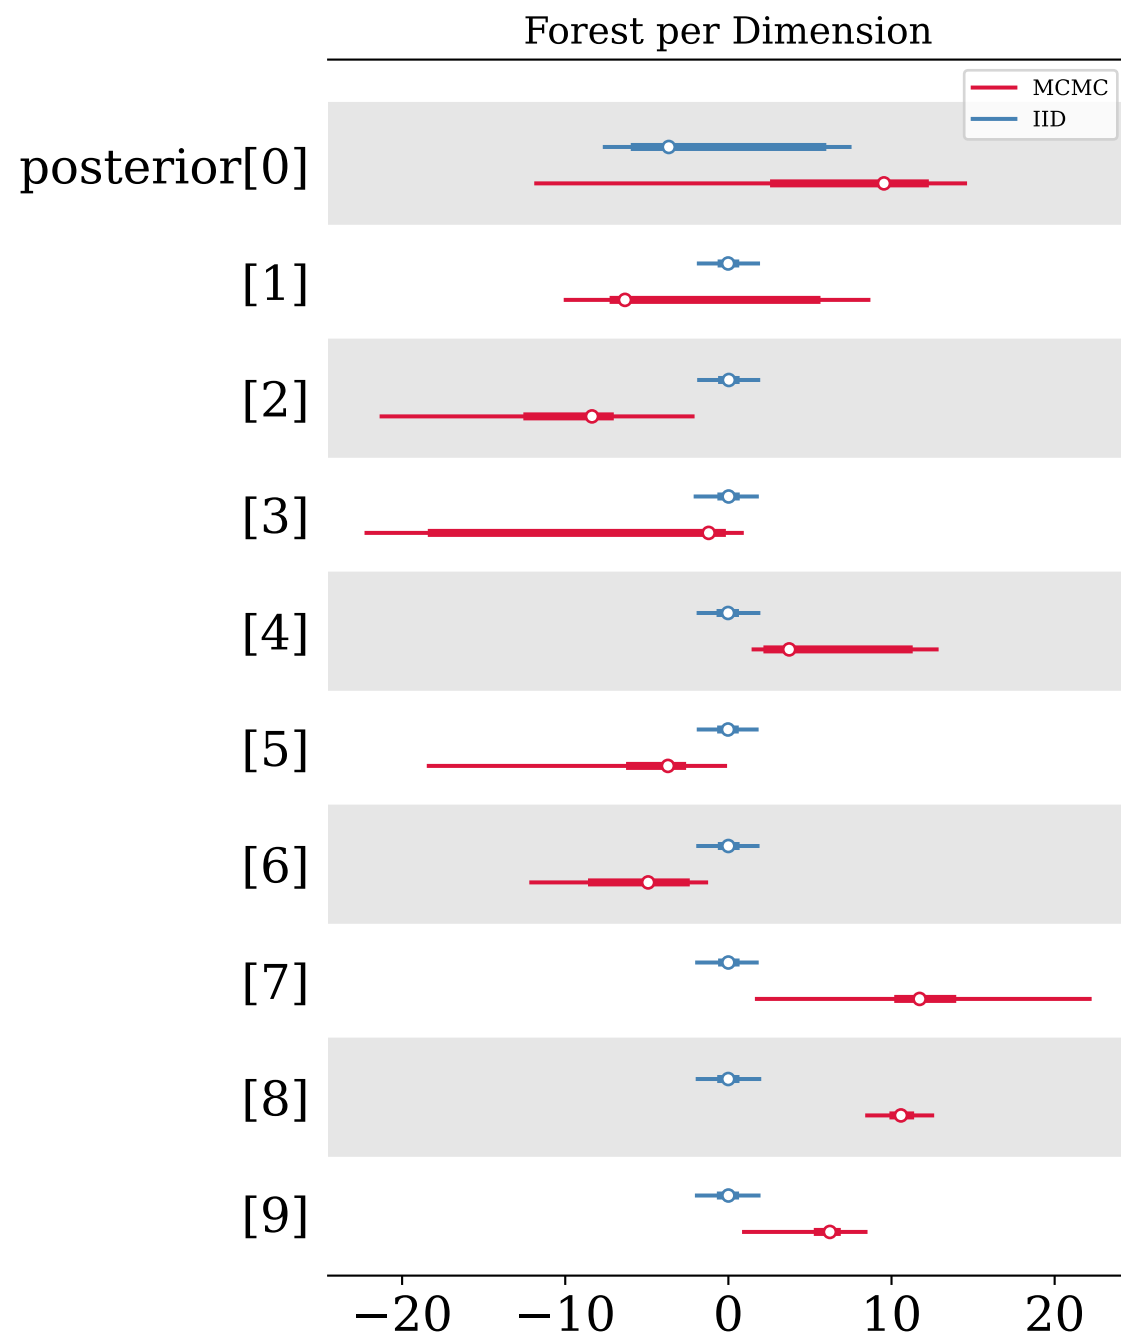 Forest per Dimension
MCMC
IID
posterior[0]
[1]
[2]
[3]
[4]
[5]
[6]
[7]
[8]
[9]
−20 −10 0 10 20